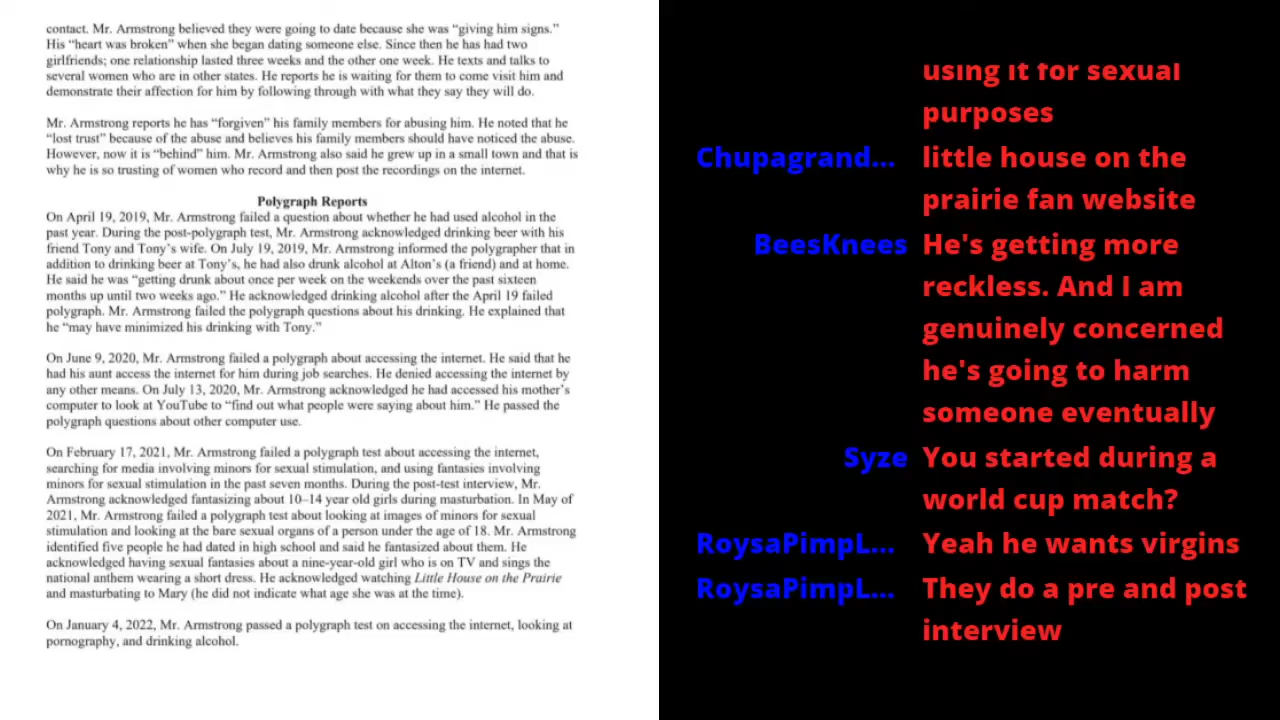 contact. Mr. Armstrong believed they were going to date because she was “giving him signs.”
His “heart was broken” when she began dating someone else. Since then he has had two
girlfriends; one relationship lasted three weeks and the other one week. He texts and talks to
several women who are in other states. He reports he is waiting for them to come visit him and
demonstrate their affection for him by following through with what they say they will do.
Mr. Armstrong reports he has “forgiven” his family members for abusing him. He noted that he
“lost trust” because of the abuse and believes his family members should have noticed the abuse.
However, now it is “behind” him. Mr. Armstrong also said he grew up in a small town and that is
why he is so trusting of women who record and then post the recordings on the internet.
Polygraph Reports
On April 19, 2019, Mr. Armstrong failed a question about whether he had used alcohol in the
past year. During the post-polygraph test, Mr. Armstrong acknowledged drinking beer with his
friend Tony and Tony’s wife. On July 19, 2019, Mr. Armstrong informed the polygrapher that in
addition to drinking beer at Tony’s, he had also drunk alcohol at Alton’s (a friend) and at home.
He said he was “getting drunk about once per week on the weekends over the past sixteen
months up until two weeks ago.” He acknowledged drinking alcohol after the April 19 failed
polygraph. Mr. Armstrong failed the polygraph questions about his drinking. He explained that
he “may have minimized his drinking with Tony.”
On June 9, 2020, Mr. Armstrong failed a polygraph about accessing the internet. He said that he
had his aunt access the internet for him during job searches. He denied accessing the internet by
any other means. On July 13, 2020, Mr. Armstrong acknowledged he had accessed his mother’s
computer to look at YouTube to “find out what people were saying about him.” He passed the
polygraph questions about other computer use.
On February 17, 2021, Mr. Armstrong failed a polygraph test about accessing the internet,
searching for media involving minors for sexual stimulation, and using fantasies involving
minors for sexual stimulation in the past seven months. During the post-test interview, Mr.
Armstrong acknowledged fantasizing about 10–14 year old girls during masturbation. In May of
2021, Mr. Armstrong failed a polygraph test about looking at images of minors for sexual
stimulation and looking at the bare sexual organs of a person under the age of 18. Mr. Armstrong
identified five people he had dated in high school and said he fantasized about them. He
acknowledged having sexual fantasies about a nine-year-old girl who is on TV and sings the
national anthem wearing a short dress. He acknowledged watching Little House on the Prairie
and masturbating to Mary (he did not indicate what age she was at the time).
On January 4, 2022, Mr. Armstrong passed a polygraph test on accessing the internet, looking at
pornography, and drinking alcohol.
using it for sexual
purposes
Chupagrand... little house on the
prairie fan website
BeesKnees He's getting more
reckless. And I am
genuinely concerned
he's going to harm
someone eventually
Syze You started during a
world cup match?
RoysaPimpL... Yeah he wants virgins
RoysaPimpL... They do a pre and post
interview